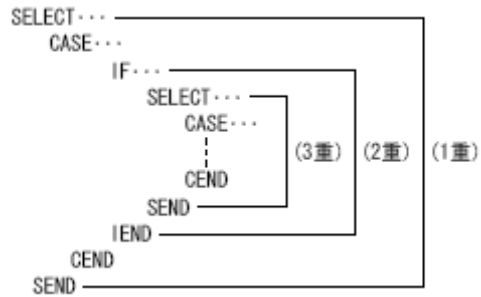 SELECT···
CASE···
IF···
SELECT···
CASE···
(3重) (2重) (1重)
CEND
SEND
IEND
CEND
SEND